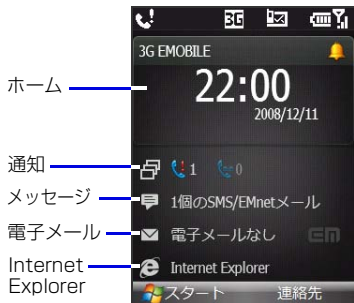 3G
3G EMOBILE
22:00
2008/12/11
ホーム
通知
1 0
メッセージ
1個のSMS/EMnetメール
電子メール
電子メールなし
EM
Internet Explorer
Internet
Explorer
スタート 連絡先